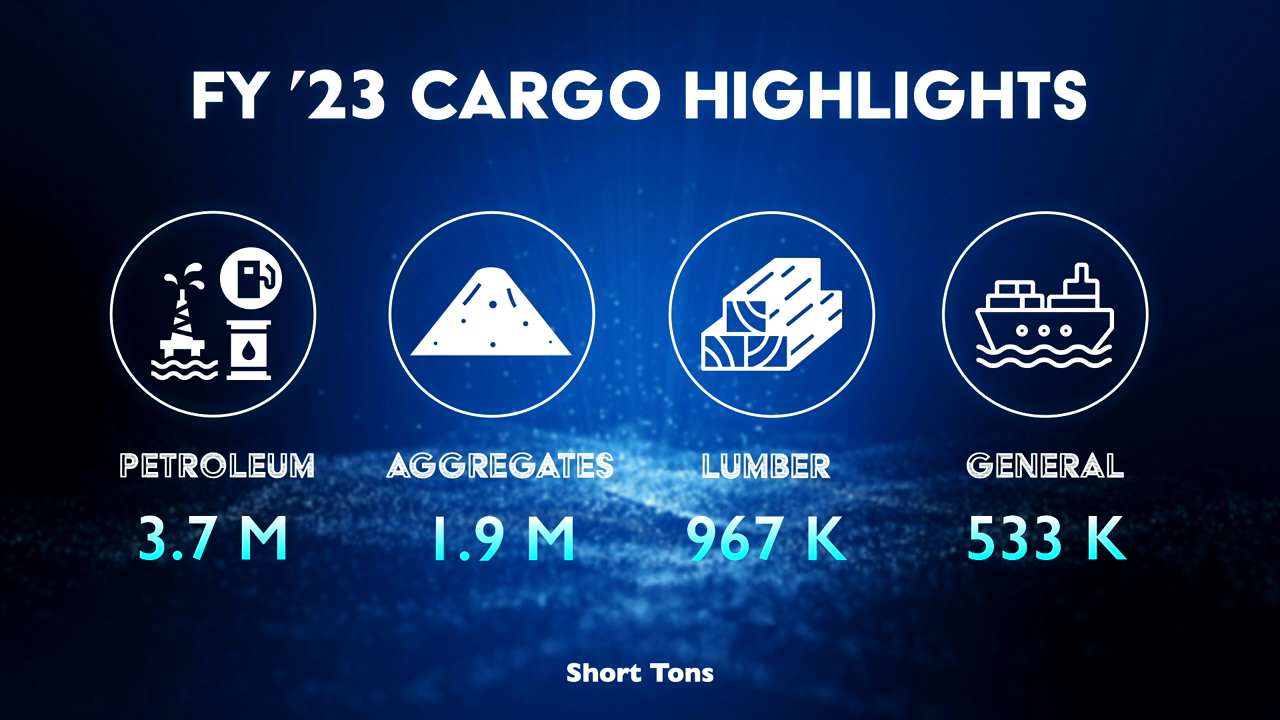 FY '23 CARGO HIGHLIGHTS
PETROLEUM AGGREGATES LUMBER GENERAL
3.7 M 1.9 M 967 K 533 K
Short Tons